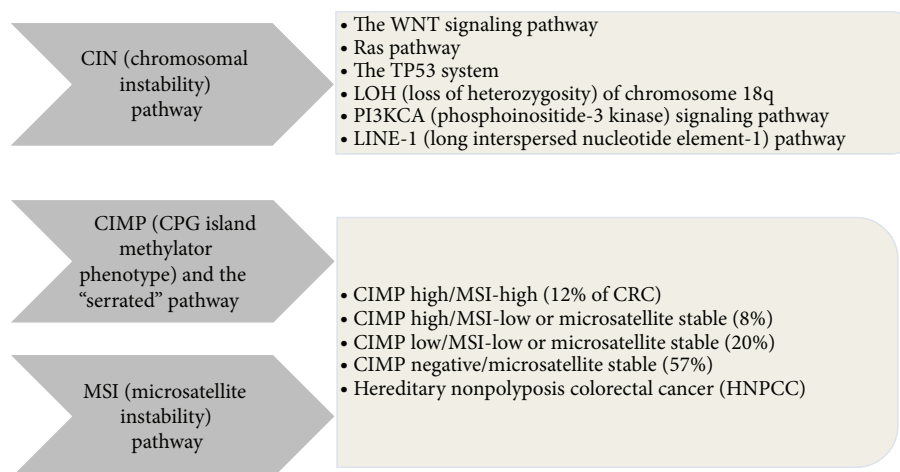 CIN (chromosomal
instability)
pathway
• The WNT signaling pathway
• Ras pathway
• The TP53 system
• LOH (loss of heterozygosity) of chromosome 18q
• PI3KCA (phosphoinositide-3 kinase) signaling pathway
• LINE-1 (long interspersed nucleotide element-1) pathway
CIMP (CPG island
methylator
phenotype) and the
“serrated” pathway
MSI (microsatellite
instability)
pathway
• CIMP high/MSI-high (12% of CRC)
• CIMP high/MSI-low or microsatellite stable (8%)
• CIMP low/MSI-low or microsatellite stable (20%)
• CIMP negative/microsatellite stable (57%)
• Hereditary nonpolyposis colorectal cancer (HNPCC)